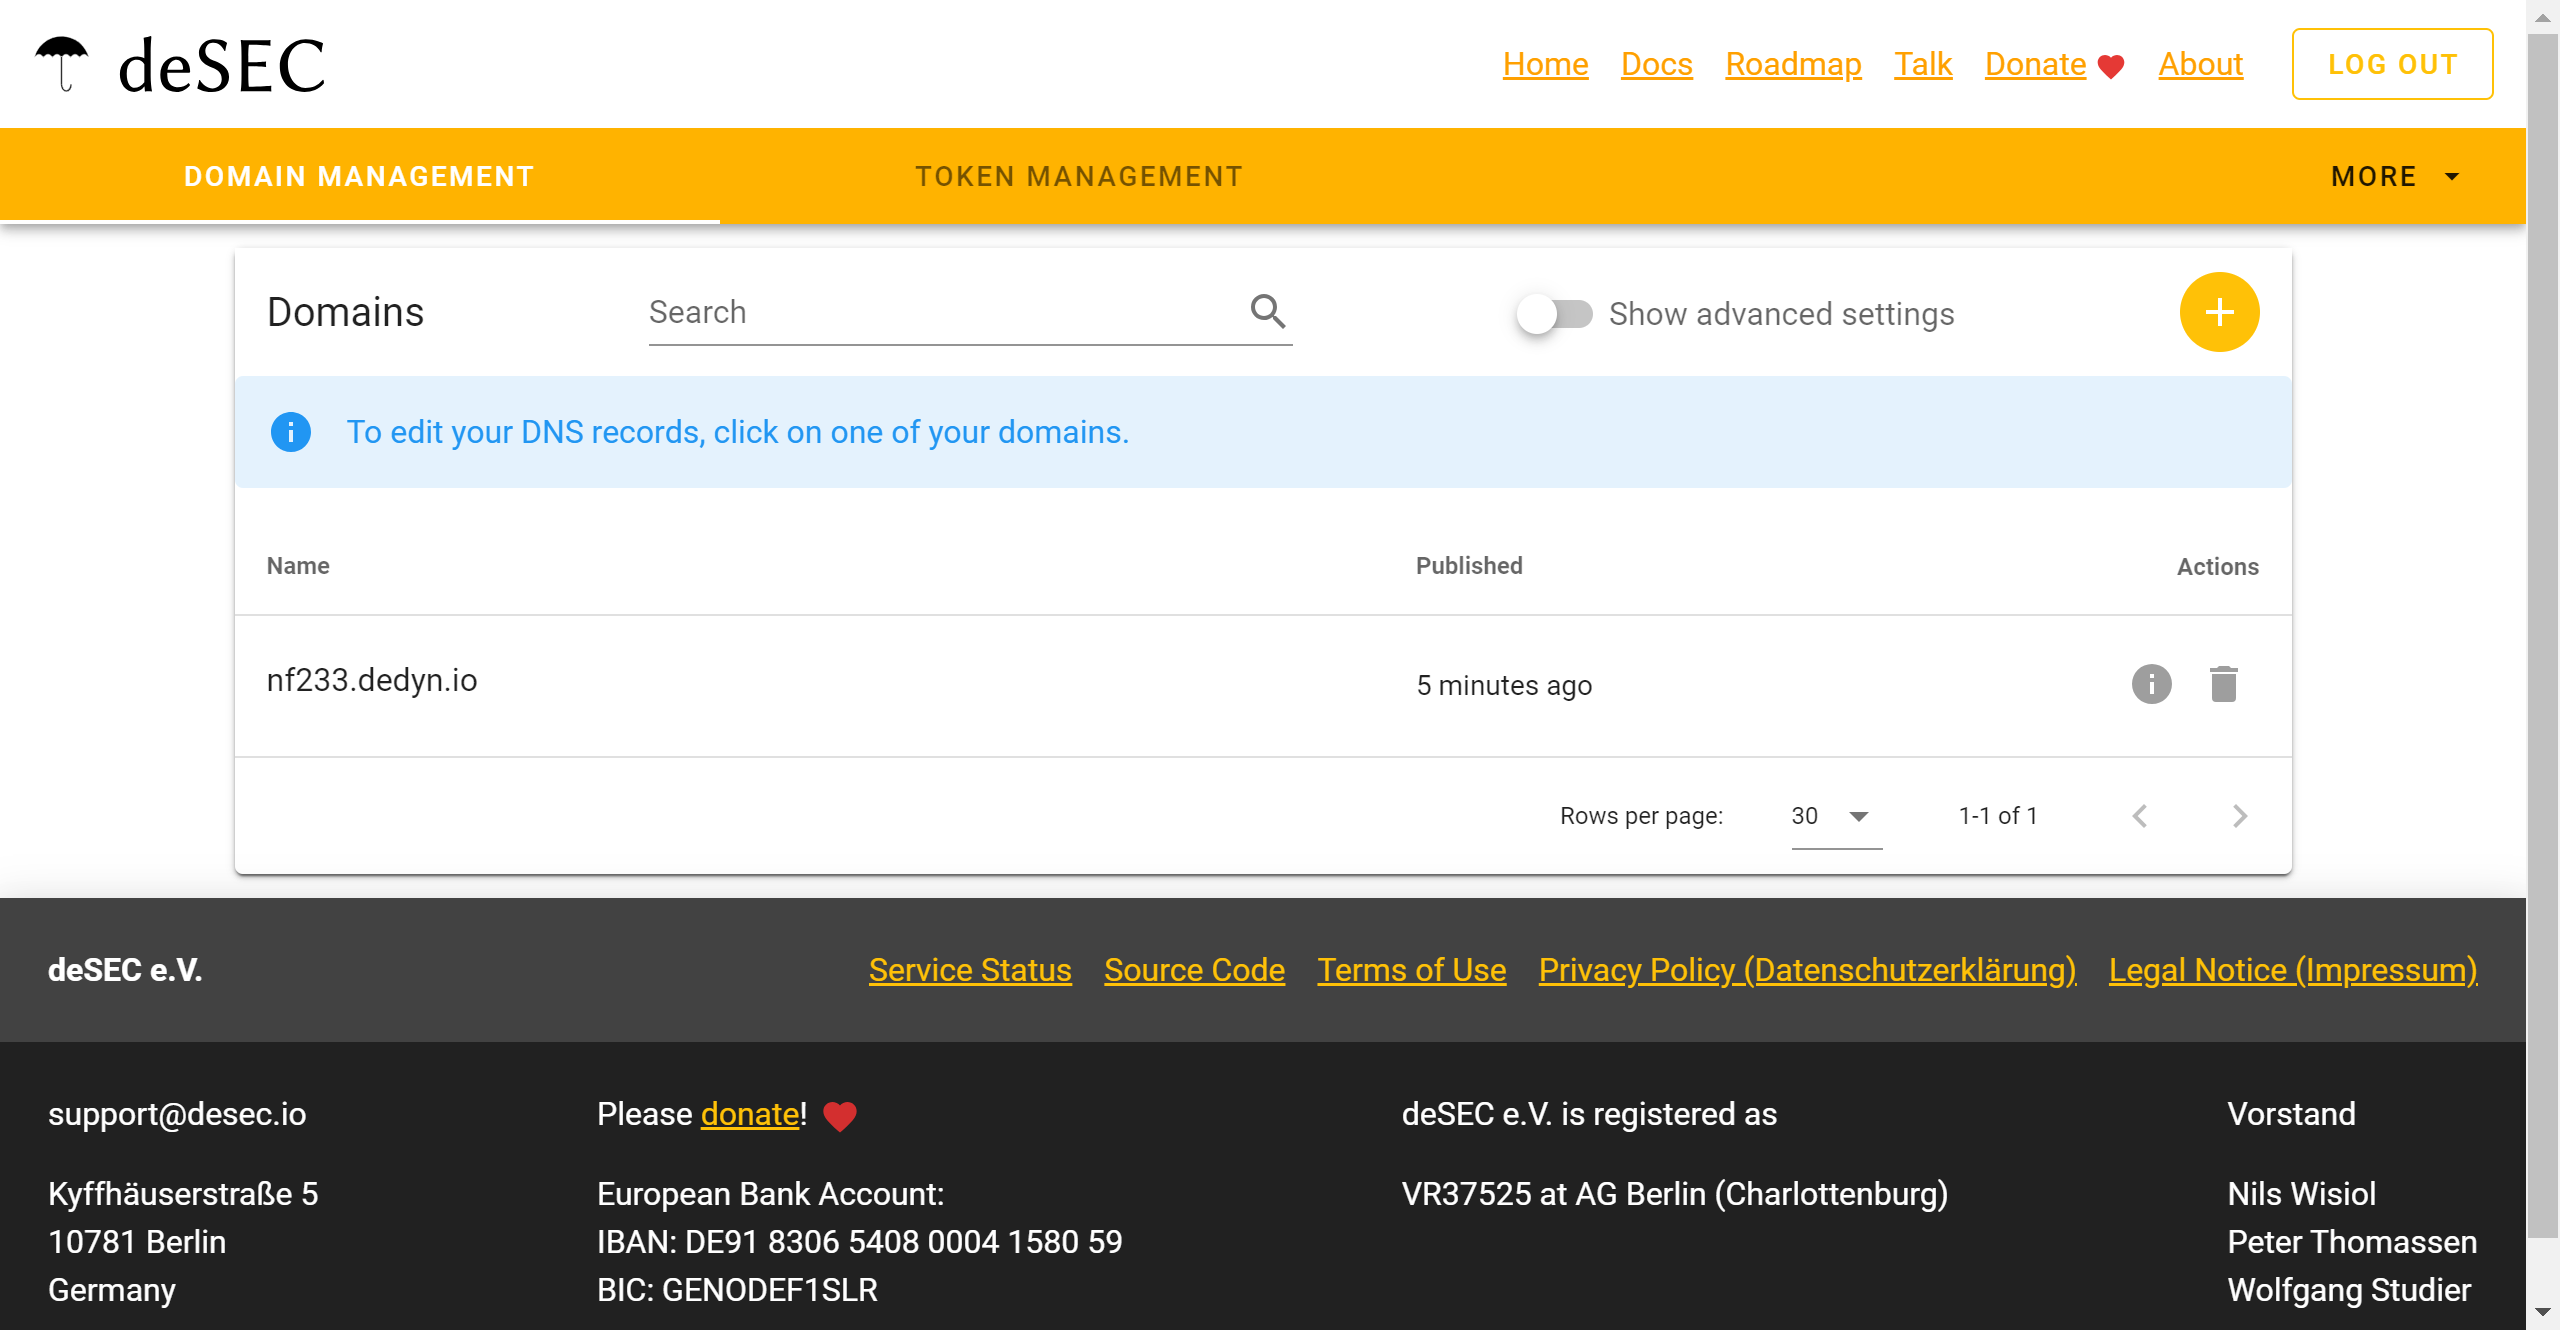 deSEC
Home Docs Roadmap Talk Donate About LOG OUT
DOMAIN MANAGEMENT TOKEN MANAGEMENT MORE
Domains Search Show advanced settings
To edit your DNS records, click on one of your domains.
Name Published Actions
nf233.dedyn.io 5 minutes ago
Rows per page: 30 1-1 of 1
deSEC e.V. Service Status Source Code Terms of Use Privacy Policy (Datenschutzerklärung) Legal Notice (Impressum)
support@desec.io
Kyffhäuserstraße 5
10781 Berlin
Germany
Please donate!
European Bank Account:
IBAN: DE91 8306 5408 0004 1580 59
BIC: GENODEF1SLR
deSEC e.V. is registered as
VR37525 at AG Berlin (Charlottenburg)
Vorstand
Nils Wisiol
Peter Thomassen
Wolfgang Studier